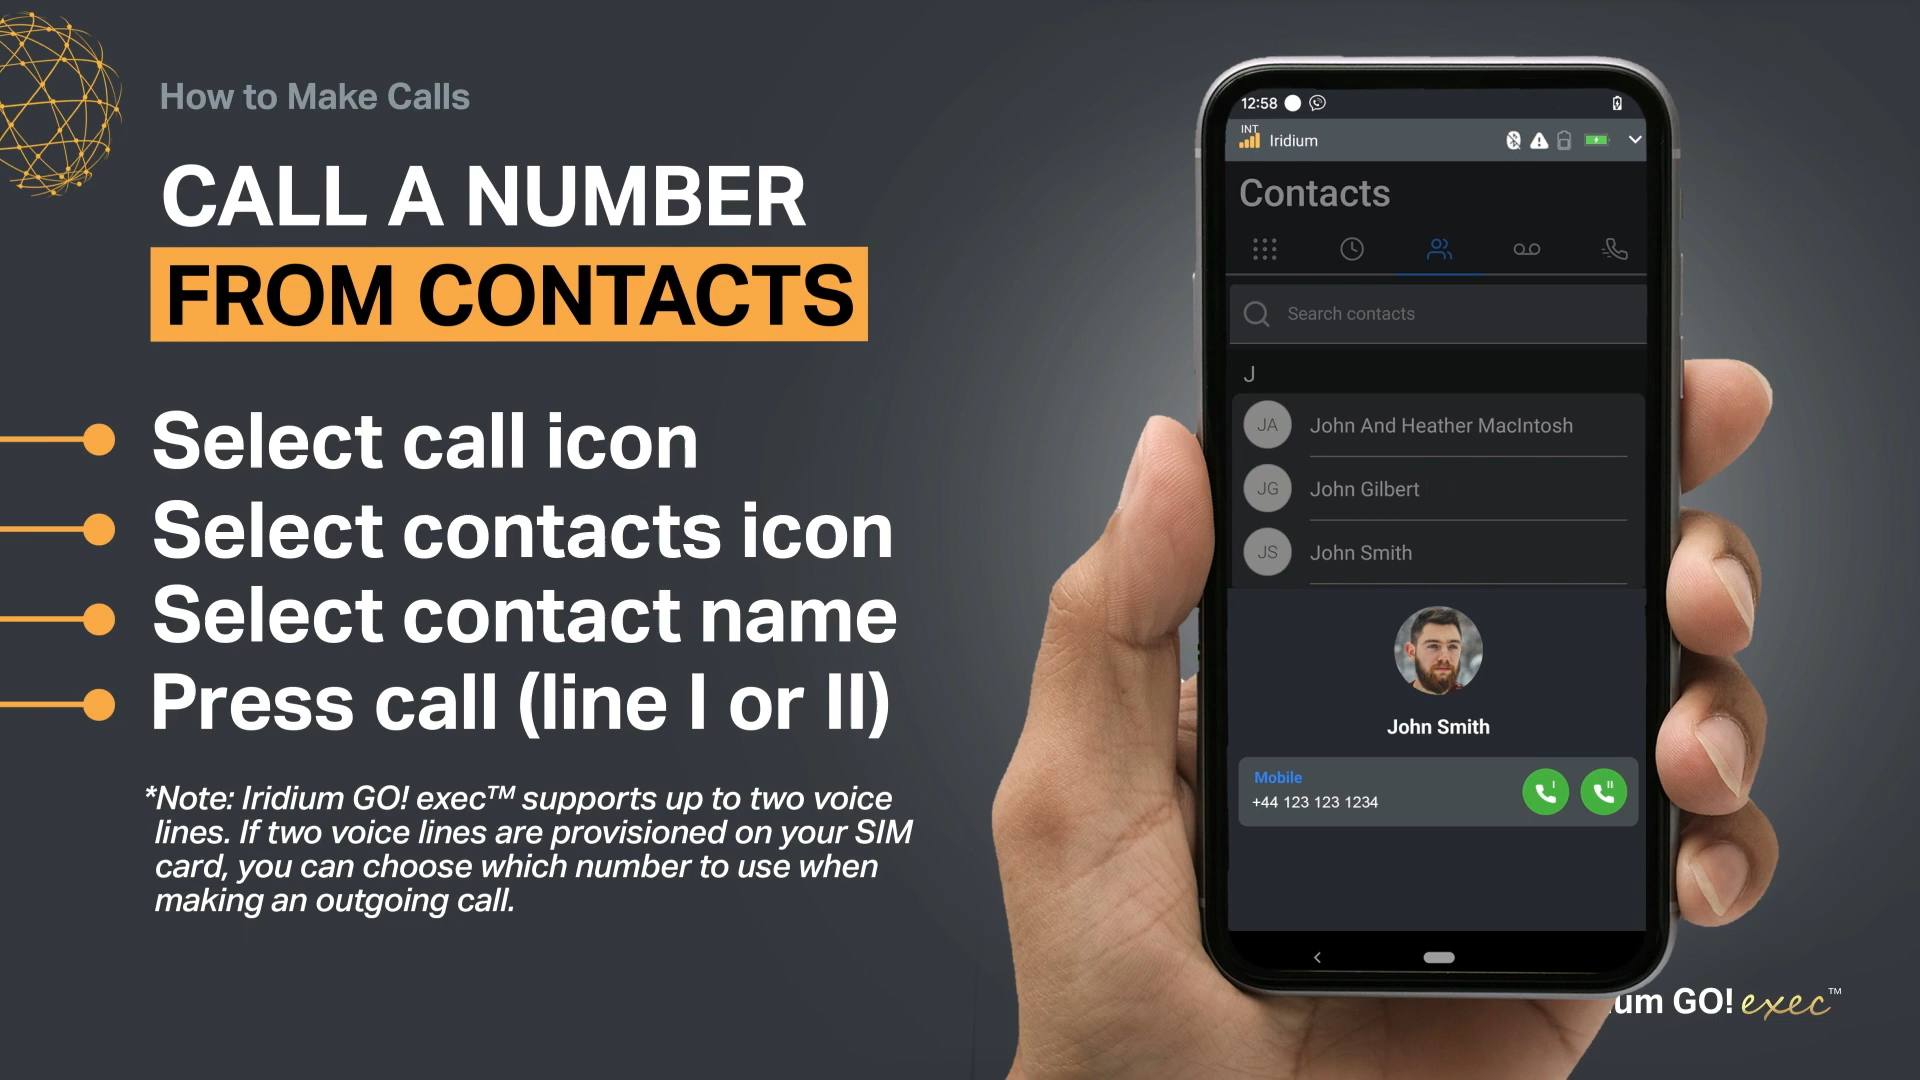 How to Make Calls
CALL A NUMBER
FROM CONTACTS
Select call icon
Select contacts icon
Select contact name
Press call (line I or II)
*Note: Iridium GO! exec™ supports up to two voice
lines. If two voice lines are provisioned on your SIM
card, you can choose which number to use when
making an outgoing call.
12:58
INT
Iridium
Contacts
Search contacts
J
JA John And Heather MacIntosh
JG John Gilbert
JS John Smith
John Smith
Mobile
+44 123 123 1234
I II
um GO! exec™